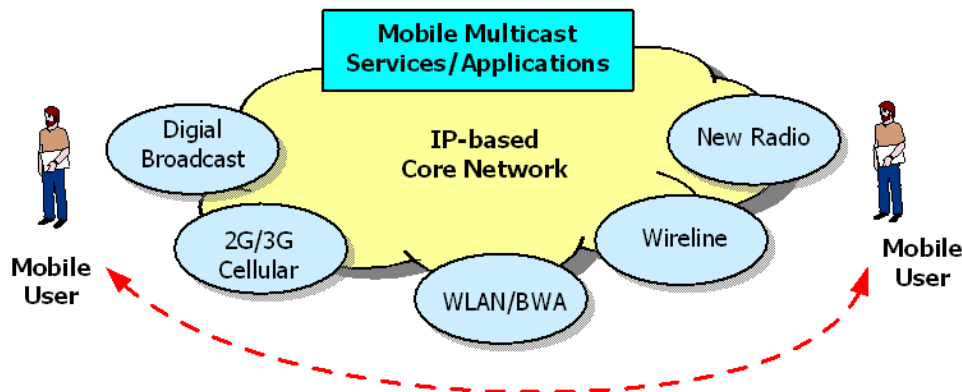 Mobile Multicast
Services/Applications
Digial
Broadcast
IP-based
Core Network
New Radio
2G/3G
Cellular
Wireline
WLAN/BWA
Mobile
User
Mobile
User